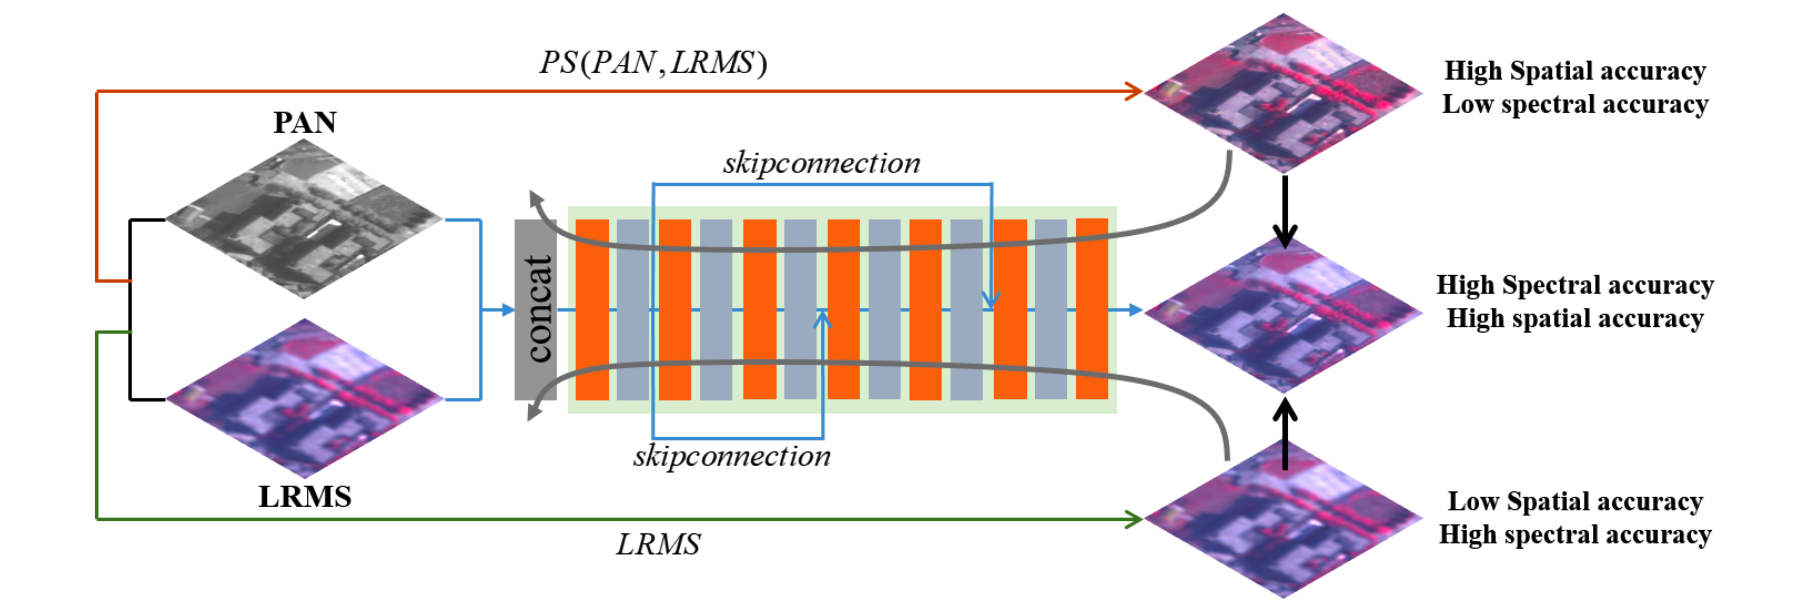 PS(PAN,LRMS)
High Spatial accuracy
Low spectral accuracy
PAN
skipconnection
concat
High Spectral accuracy
High spatial accuracy
skipconnection
LRMS
Low Spatial accuracy
High spectral accuracy
LRMS